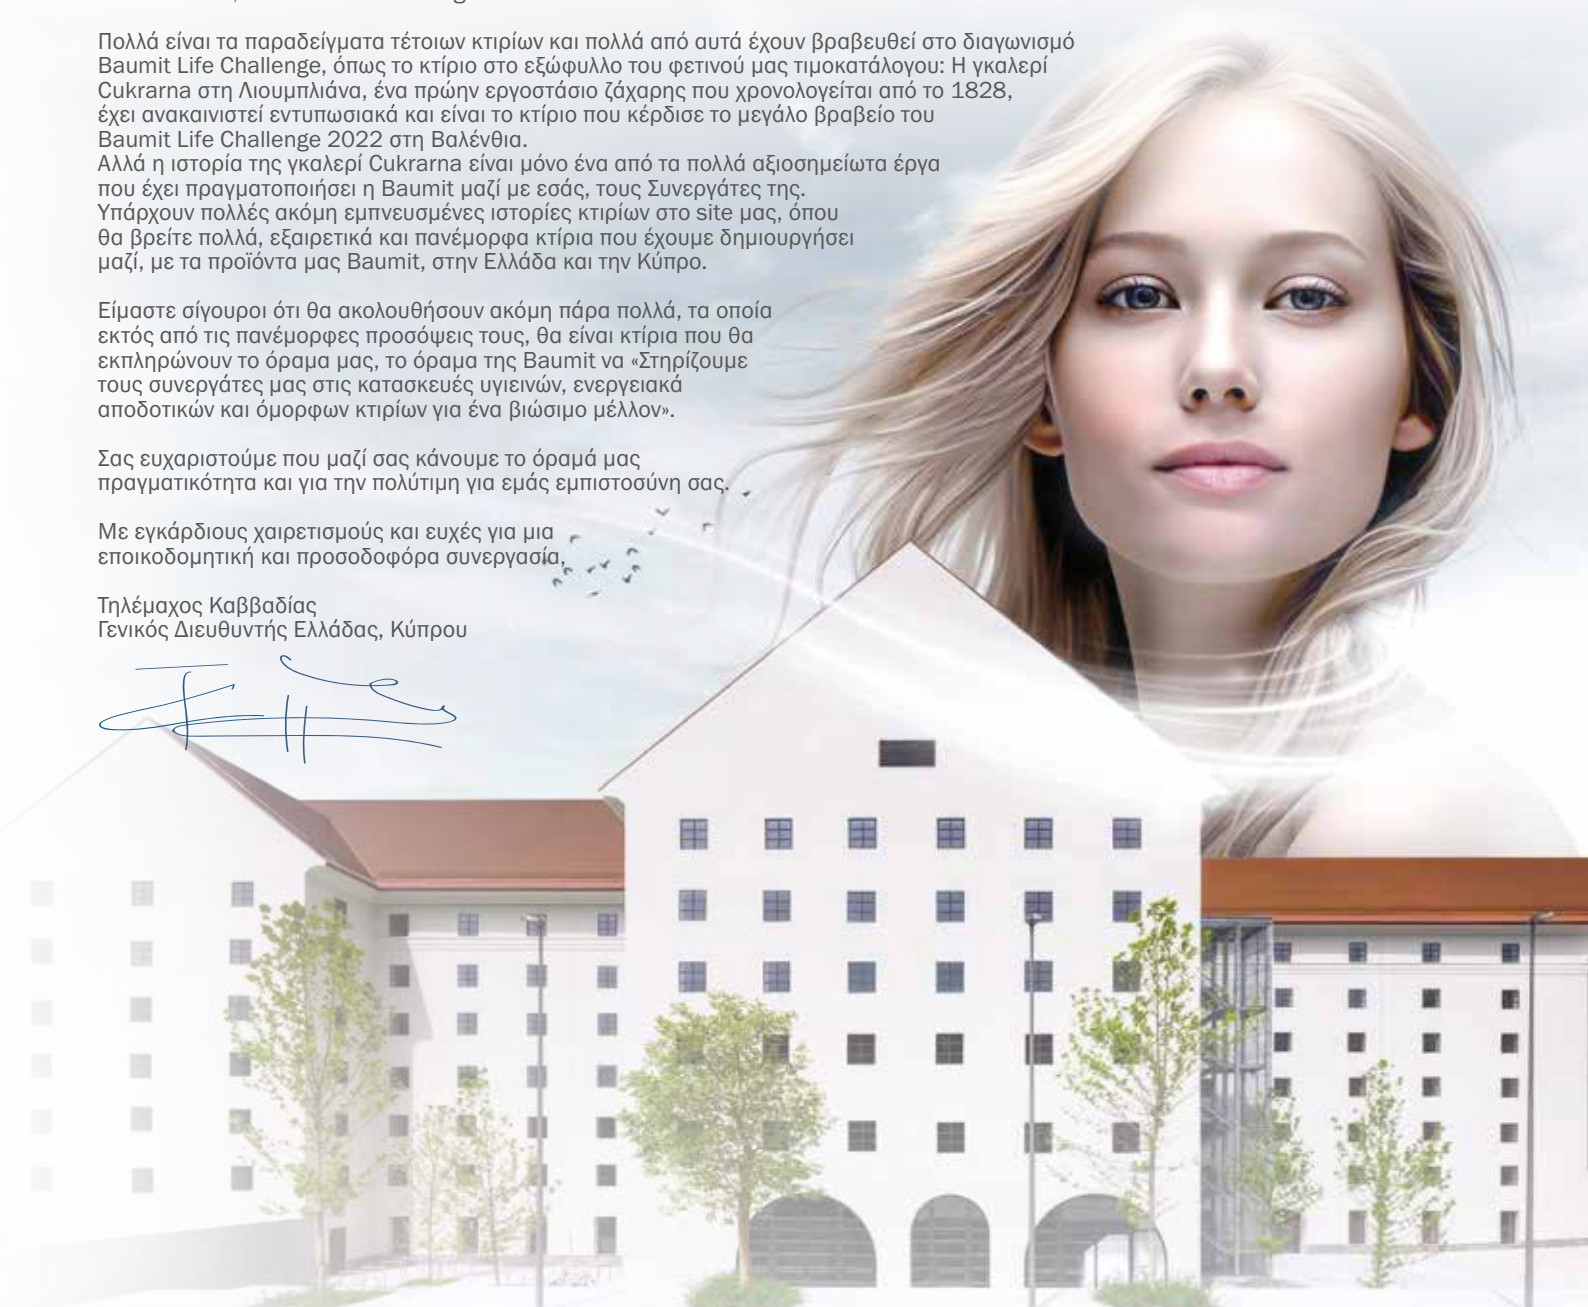 Πολλά είναι τα παραδείγματα τέτοιων κτιρίων και πολλά από αυτά έχουν βραβευθεί στο διαγωνισμό
Baumit Life Challenge, όπως το κτίριο στο εξώφυλλο του φετινού μας τιμοκατάλογου: Η γκαλερί
Cukrarna στη Λιουμπλιάνα, ένα πρώην εργοστάσιο ζάχαρης που χρονολογείται από το 1828,
έχει ανακαινιστεί εντυπωσιακά και είναι το κτίριο που κέρδισε το μεγάλο βραβείο του
Baumit Life Challenge 2022 στη Βαλένθια.
Αλλά η ιστορία της γκαλερί Cukrarna είναι μόνο ένα από τα πολλά αξιοσημείωτα έργα
που έχει πραγματοποιήσει η Baumit μαζί με εσάς, τους Συνεργάτες της.
Υπάρχουν πολλές ακόμη εμπνευσμένες ιστορίες κτιρίων στο site μας, όπου
θα βρείτε πολλά, εξαιρετικά και πανέμορφα κτίρια που έχουμε δημιουργήσει
μαζί, με τα προϊόντα μας Baumit, στην Ελλάδα και την Κύπρο.
Είμαστε σίγουροι ότι θα ακολουθήσουν ακόμη πάρα πολλά, τα οποία
εκτός από τις πανέμορφες προσόψεις τους, θα είναι κτίρια που θα
εκπληρώνουν το όραμα μας, το όραμα της Baumit να «Στηρίζουμε
τους συνεργάτες μας στις κατασκευές υγιεινών, ενεργειακά
αποδοτικών και όμορφων κτιρίων για ένα βιώσιμο μέλλον».
Σας ευχαριστούμε που μαζί σας κάνουμε το όραμά μας
πραγματικότητα και για την πολύτιμη για εμάς εμπιστοσύνη σας.
Με εγκάρδιους χαιρετισμούς και ευχές για μια
εποικοδομητική και προσοδοφόρα συνεργασία,
Τηλέμαχος Καββαδίας
Γενικός Διευθυντής Ελλάδας, Κύπρου